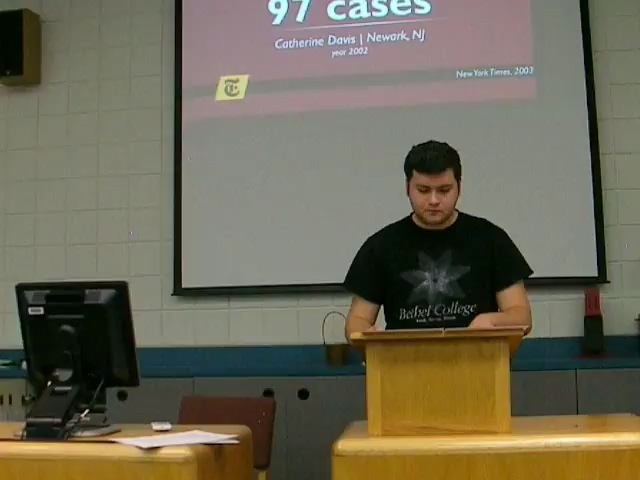 97 cases
Catherine Davis | Newark, NJ
year 2002
New York Times, 2003
T
Bethel College